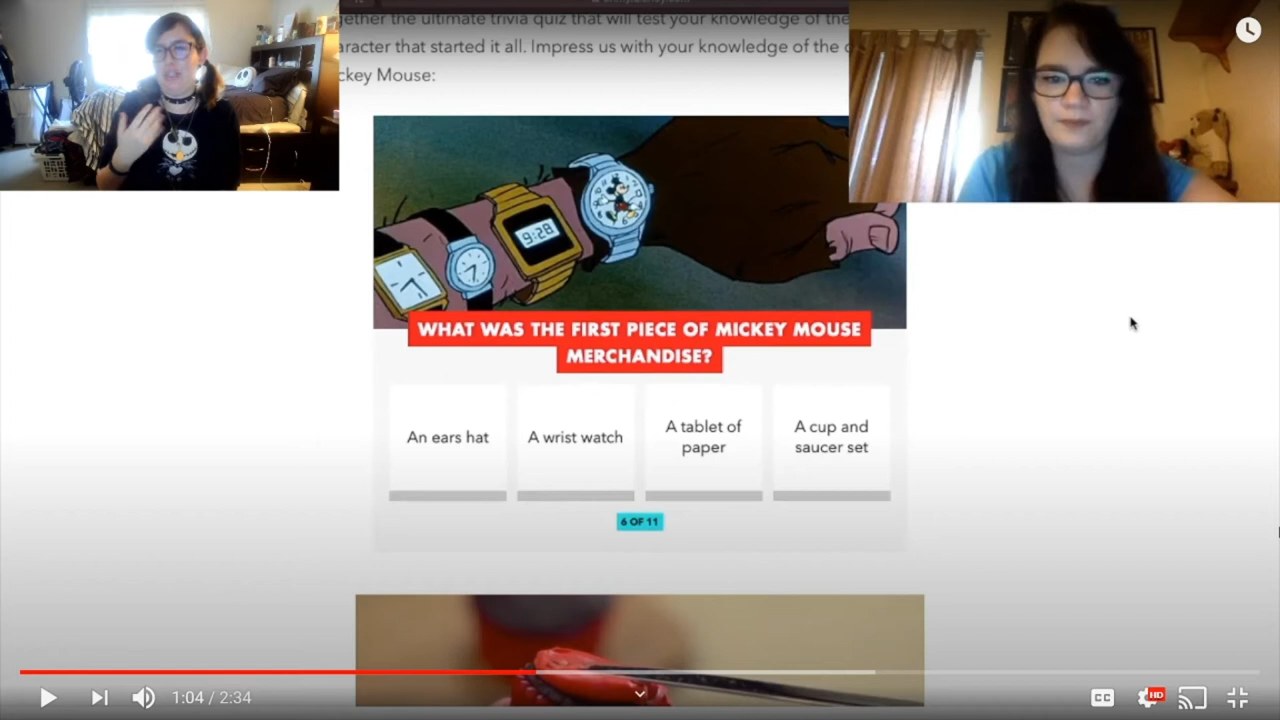 gether the ultimate trivia quiz that will test your knowledge of the
aracter that started it all. Impress us with your knowledge of the
ckey Mouse:
9:28
WHAT WAS THE FIRST PIECE OF MICKEY MOUSE
MERCHANDISE?
An ears hat
A wrist watch
A tablet of
paper
A cup and
saucer set
6 OF 11
1:04 / 2:34
CC
HD